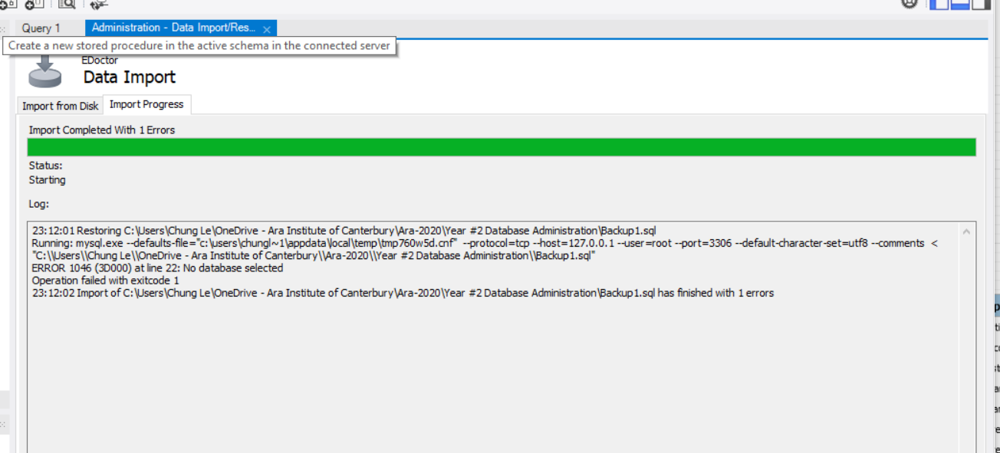 Query 1
Administration - Data Import/Res...
Create a new stored procedure in the active schema in the connected server
EDoctor
Data Import
Import from Disk
Import Progress
Import Completed With 1 Errors
Status:
Starting
Log:
23:12:01 Restoring C:\Users\Chung Le\OneDrive - Ara Institute of Canterbury\Ara-2020\Year #2 Database Administration\Backup1.sql
Running: mysql.exe --defaults-file="c:\users\chungl~1\appdata\local\temp\tmp760w5d.cnf"  --protocol=tcp --host=127.0.0.1 --user=root --port=3306 --default-character-set=utf8 --comments  <
"C:\\Users\\Chung Le\\OneDrive - Ara Institute of Canterbury\\Ara-2020\\Year #2 Database Administration\\Backup1.sql"
ERROR 1046 (3D000) at line 22: No database selected
Operation failed with exitcode 1
23:12:02 Import of C:\Users\Chung Le\OneDrive - Ara Institute of Canterbury\Ara-2020\Year #2 Database Administration\Backup1.sql has finished with 1 errors